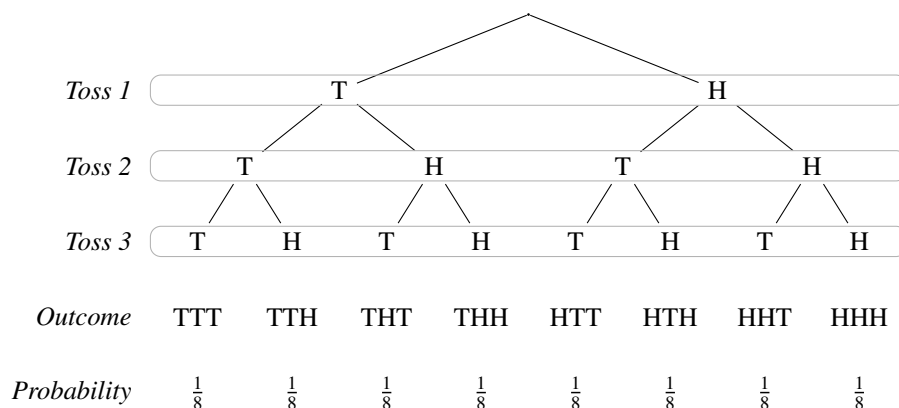 Toss 1 T H
Toss 2 T H T H
Toss 3 T H T H T H T H
Outcome TTT TTH THT THH HTT HTH HHT HHH
Probability 1/8 1/8 1/8 1/8 1/8 1/8 1/8 1/8